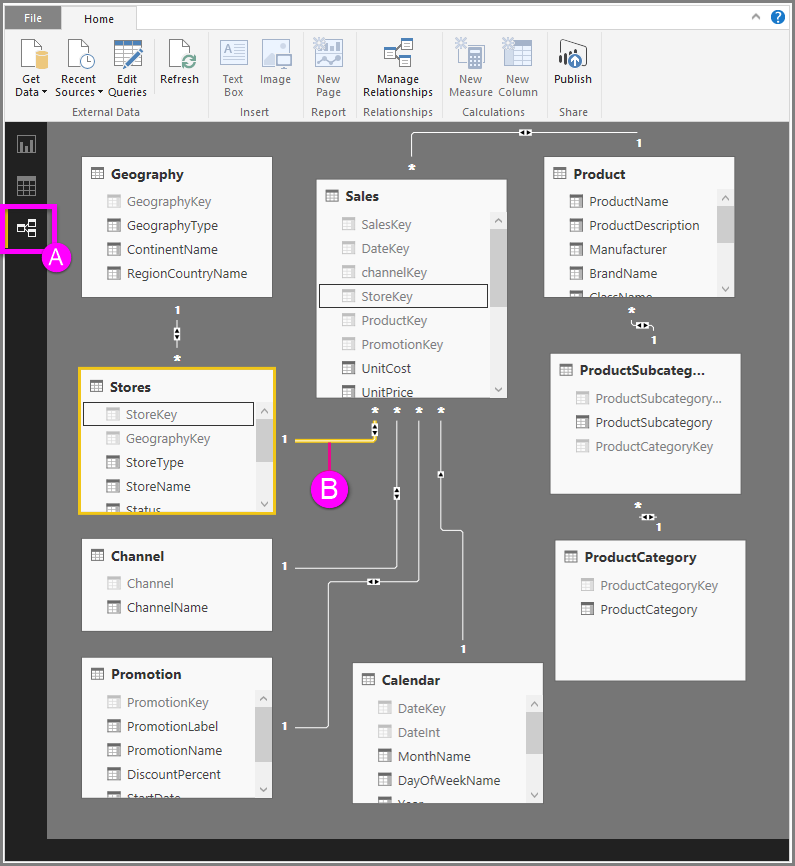 File Home
Get Data
Recent Sources
Edit Queries
Refresh
Text Box
Image
New Page
Manage Relationships
New Measure
New Column
Publish
External Data
Insert
Report
Relationships
Calculations
Share
A
Geography
GeographyKey
GeographyType
ContinentName
RegionCountryName
1
*
Sales
SalesKey
DateKey
channelKey
StoreKey
ProductKey
PromotionKey
UnitCost
UnitPrice
* 1
Product
ProductName
ProductDescription
Manufacturer
BrandName
ClassName
*
1
Stores
StoreKey
GeographyKey
StoreType
StoreName
Status
1
* * * *
B
ProductSubcateg...
ProductSubcategory...
ProductSubcategory
ProductCategoryKey
*
1
Channel
Channel
ChannelName
1
ProductCategory
ProductCategoryKey
ProductCategory
Promotion
PromotionKey
PromotionLabel
PromotionName
DiscountPercent
StartDate
1
1
Calendar
DateKey
DateInt
MonthName
DayOfWeekName
Year